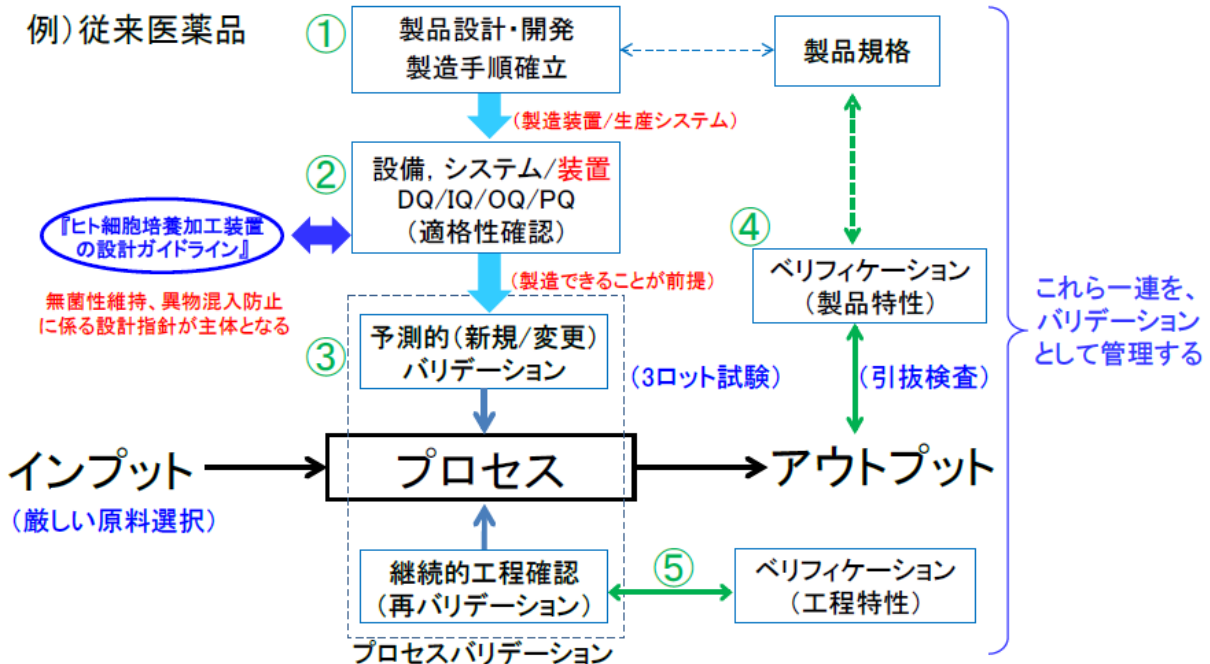 例)従来医薬品
①
製品設計・開発
製造手順確立
製品規格
(製造装置/生産システム)
②
設備, システム/装置
DQ/IQ/OQ/PQ
(適格性確認)
『ヒト細胞培養加工装置
の設計ガイドライン』
無菌性維持、異物混入防止
に係る設計指針が主体となる
(製造できることが前提)
④
ベリフィケーション
(製品特性)
これら一連を、
バリデーション
として管理する
③
予測的(新規/変更)
バリデーション
(3ロット試験)
(引抜検査)
インプット
プロセス
アウトプット
(厳しい原料選択)
継続的工程確認
(再バリデーション)
⑤
ベリフィケーション
(工程特性)
プロセスバリデーション